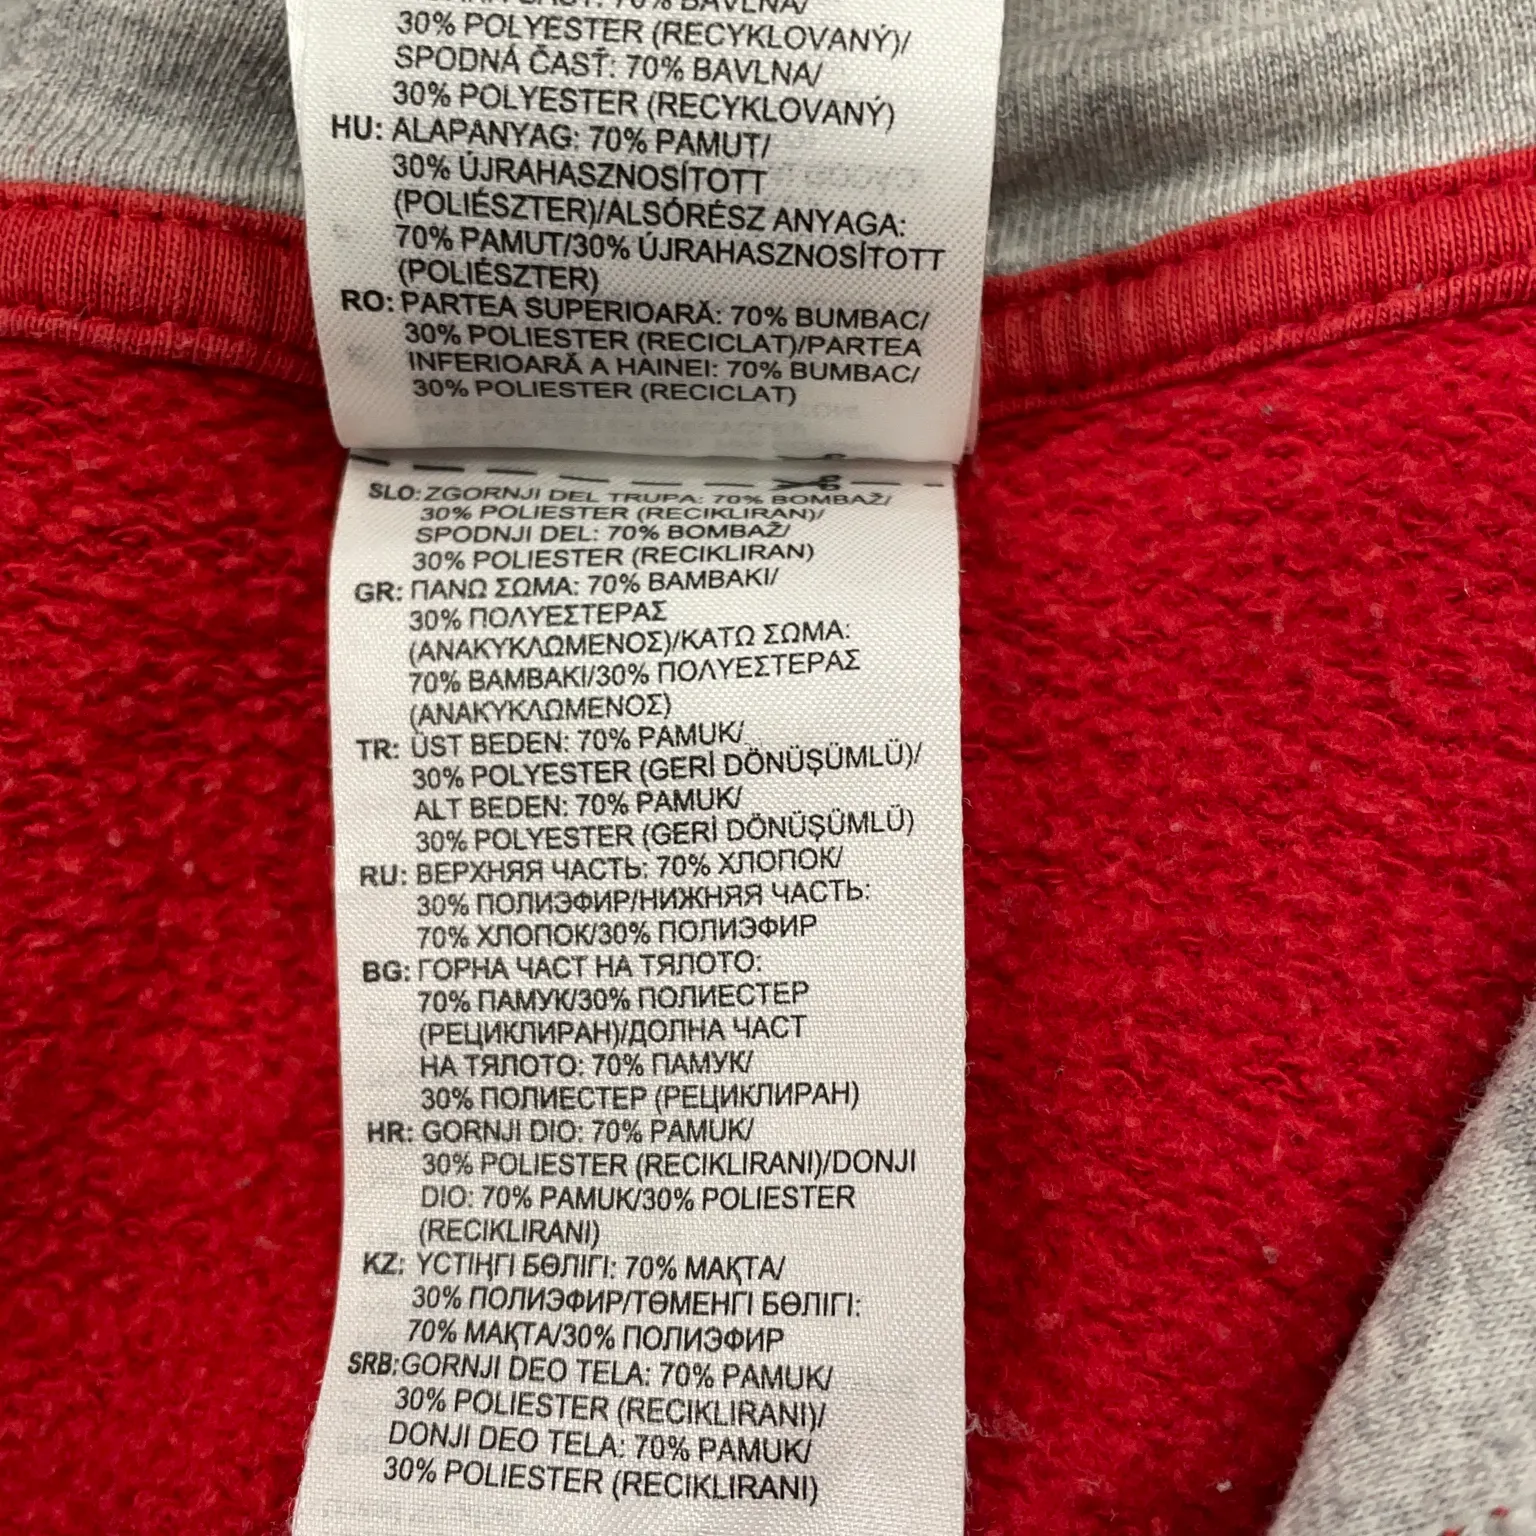 70% BAVLNA/
30% POLYESTER (RECYKLOVANÝ)/
SPODNÁ ČASŤ: 70% BAVLNA/
30% POLYESTER (RECYKLOVANÝ)
HU: ALAPANYAG: 70% PAMUT/
30% ÚJRAHASZNOSÍTOTT
(POLIÉSZTER)/ALSÓRÉSZ ANYAGA:
70% PAMUT/30% ÚJRAHASZNOSÍTOTT
(POLIÉSZTER)
RO: PARTEA SUPERIOARĂ: 70% BUMBAC/
30% POLIESTER (RECICLAT)/PARTEA
INFERIOARĂ A HAINEI: 70% BUMBAC/
30% POLIESTER (RECICLAT)
SLO: ZGORNJI DEL TRUPA: 70% BOMBAŽ/
30% POLIESTER (RECIKLIRAN)/
SPODNJI DEL: 70% BOMBAŽ/
30% POLIESTER (RECIKLIRAN)
GR: ΠΑΝΩ ΣΩΜΑ: 70% ΒΑΜΒΑΚΙ/
30% ΠΟΛΥΕΣΤΕΡΑΣ
(ΑΝΑΚΥΚΛΩΜΕΝΟΣ)/ΚΑΤΩ ΣΩΜΑ:
70% ΒΑΜΒΑΚΙ/30% ΠΟΛΥΕΣΤΕΡΑΣ
(ΑΝΑΚΥΚΛΩΜΕΝΟΣ)
TR: ÜST BEDEN: 70% PAMUK/
30% POLYESTER (GERİ DÖNÜŞÜMLÜ)/
ALT BEDEN: 70% PAMUK/
30% POLYESTER (GERİ DÖNÜŞÜMLÜ)
RU: ВЕРХНЯЯ ЧАСТЬ: 70% ХЛОПОК/
30% ПОЛИЭФИР/НИЖНЯЯ ЧАСТЬ:
70% ХЛОПОК/30% ПОЛИЭФИР
BG: ГОРНА ЧАСТ НА ТЯЛОТО:
70% ПАМУК/30% ПОЛИЕСТЕР
(РЕЦИКЛИРАН)/ДОЛНА ЧАСТ
НА ТЯЛОТО: 70% ПАМУК/
30% ПОЛИЕСТЕР (РЕЦИКЛИРАН)
HR: GORNJI DIO: 70% PAMUK/
30% POLIESTER (RECIKLIRANI)/DONJI
DIO: 70% PAMUK/30% POLIESTER
(RECIKLIRANI)
KZ: ҮСТІҢГІ БӨЛІГІ: 70% МАҚТА/
30% ПОЛИЭФИР/ТӨМЕНГІ БӨЛІГІ:
70% МАҚТА/30% ПОЛИЭФИР
SRB: GORNJI DEO TELA: 70% PAMUK/
30% POLIESTER (RECIKLIRANI)/
DONJI DEO TELA: 70% PAMUK/
30% POLIESTER (RECIKLIRANI)